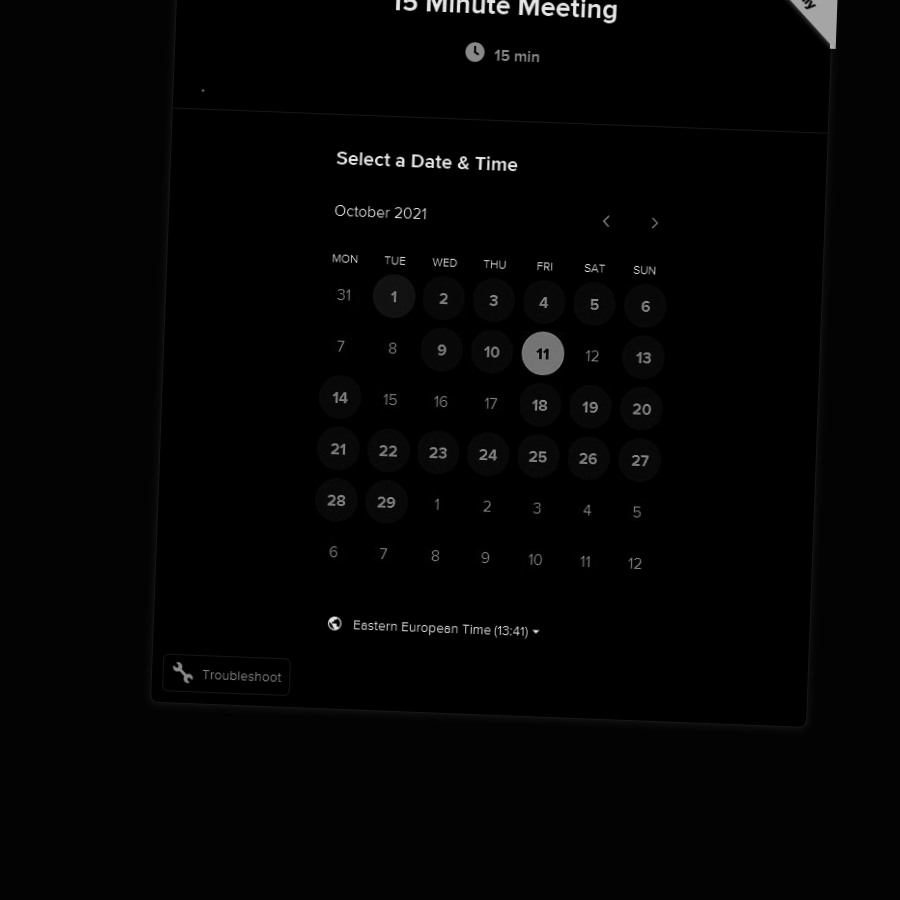 15 Minute Meeting
15 min
Select a Date & Time
October 2021
MON TUE WED THU FRI SAT SUN
31 1 2 3 4 5 6
7 8 9 10 11 12 13
14 15 16 17 18 19 20
21 22 23 24 25 26 27
28 29 1 2 3 4 5
6 7 8 9 10 11 12
Eastern European Time (13:41)
Troubleshoot